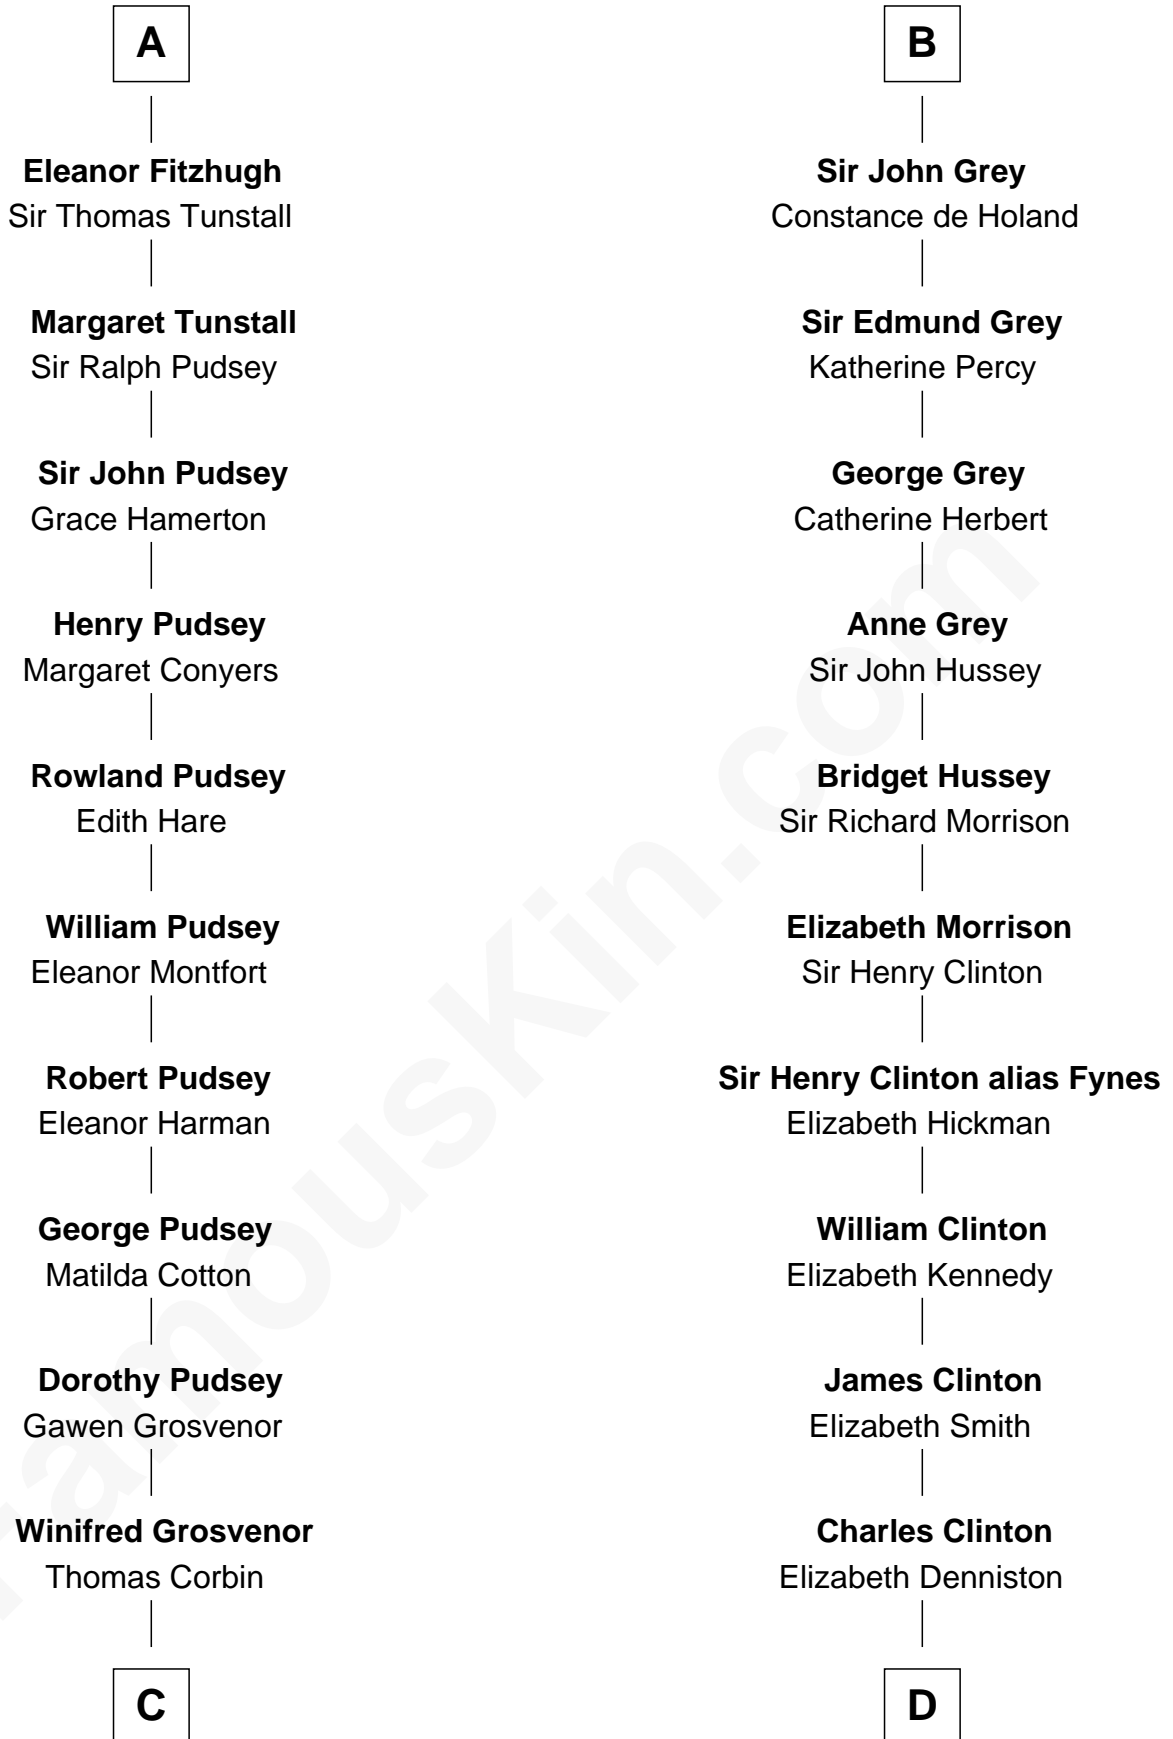 A
Eleanor Fitzhugh
Sir Thomas Tunstall
Margaret Tunstall
Sir Ralph Pudsey
Sir John Pudsey
Grace Hamerton
Henry Pudsey
Margaret Conyers
Rowland Pudsey
Edith Hare
William Pudsey
Eleanor Montfort
Robert Pudsey
Eleanor Harman
George Pudsey
Matilda Cotton
Dorothy Pudsey
Gawen Grosvenor
Winifred Grosvenor
Thomas Corbin
C
B
Sir John Grey
Constance de Holand
Sir Edmund Grey
Katherine Percy
George Grey
Catherine Herbert
Anne Grey
Sir John Hussey
Bridget Hussey
Sir Richard Morrison
Elizabeth Morrison
Sir Henry Clinton
Sir Henry Clinton alias Fynes
Elizabeth Hickman
William Clinton
Elizabeth Kennedy
James Clinton
Elizabeth Smith
Charles Clinton
Elizabeth Denniston
D
FamousKin.com